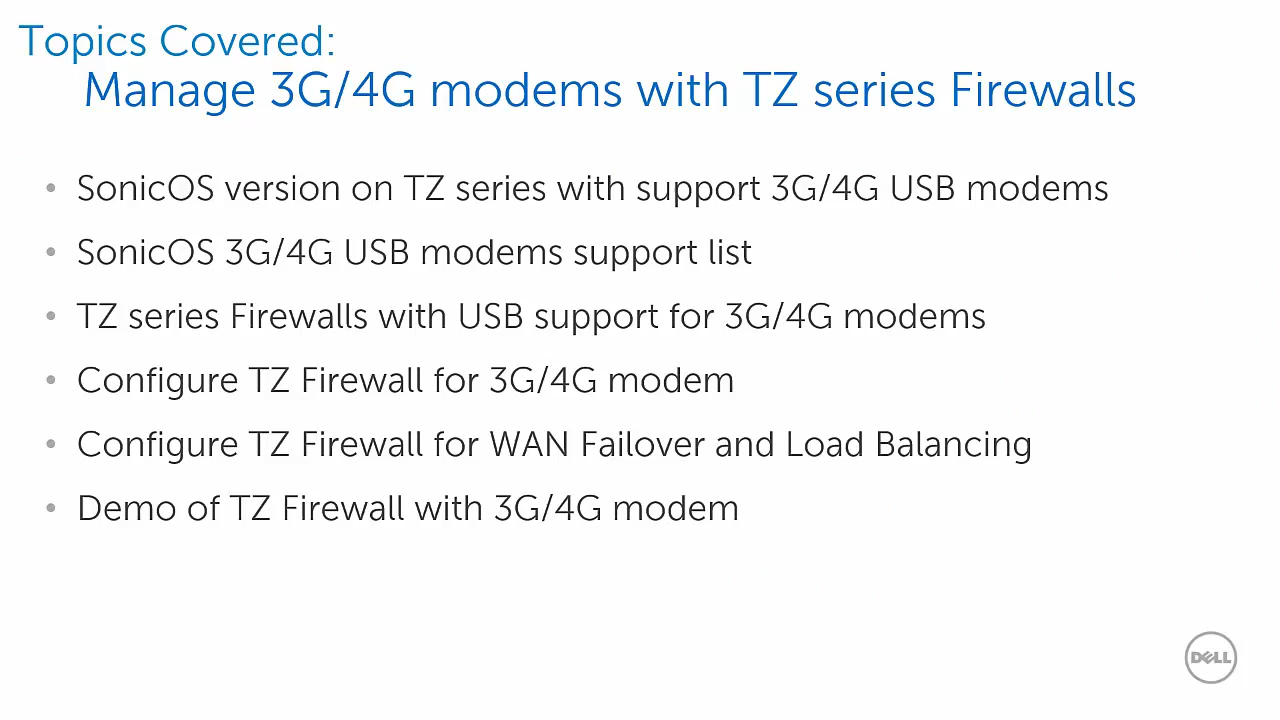 Topics Covered:
Manage 3G/4G modems with TZ series Firewalls
• SonicOS version on TZ series with support 3G/4G USB modems
• SonicOS 3G/4G USB modems support list
• TZ series Firewalls with USB support for 3G/4G modems
• Configure TZ Firewall for 3G/4G modem
• Configure TZ Firewall for WAN Failover and Load Balancing
• Demo of TZ Firewall with 3G/4G modem
DELL